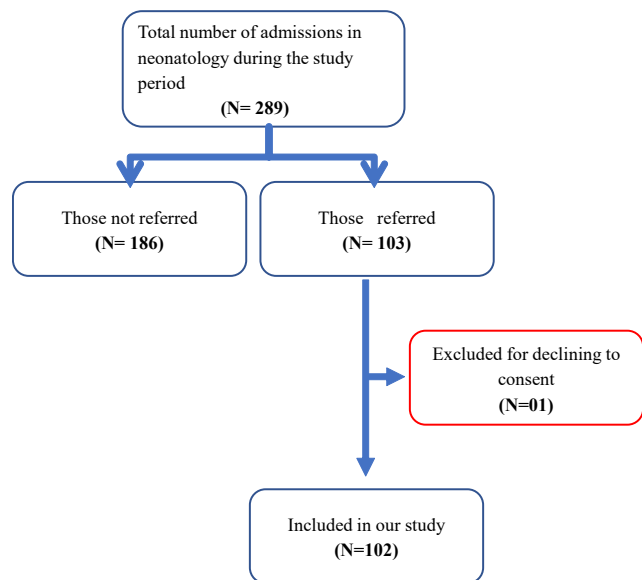 Total number of admissions in
neonatology during the study
period
(N= 289)
Those not referred
(N= 186)
Those referred
(N= 103)
Excluded for declining to
consent
(N=01)
Included in our study
(N=102)